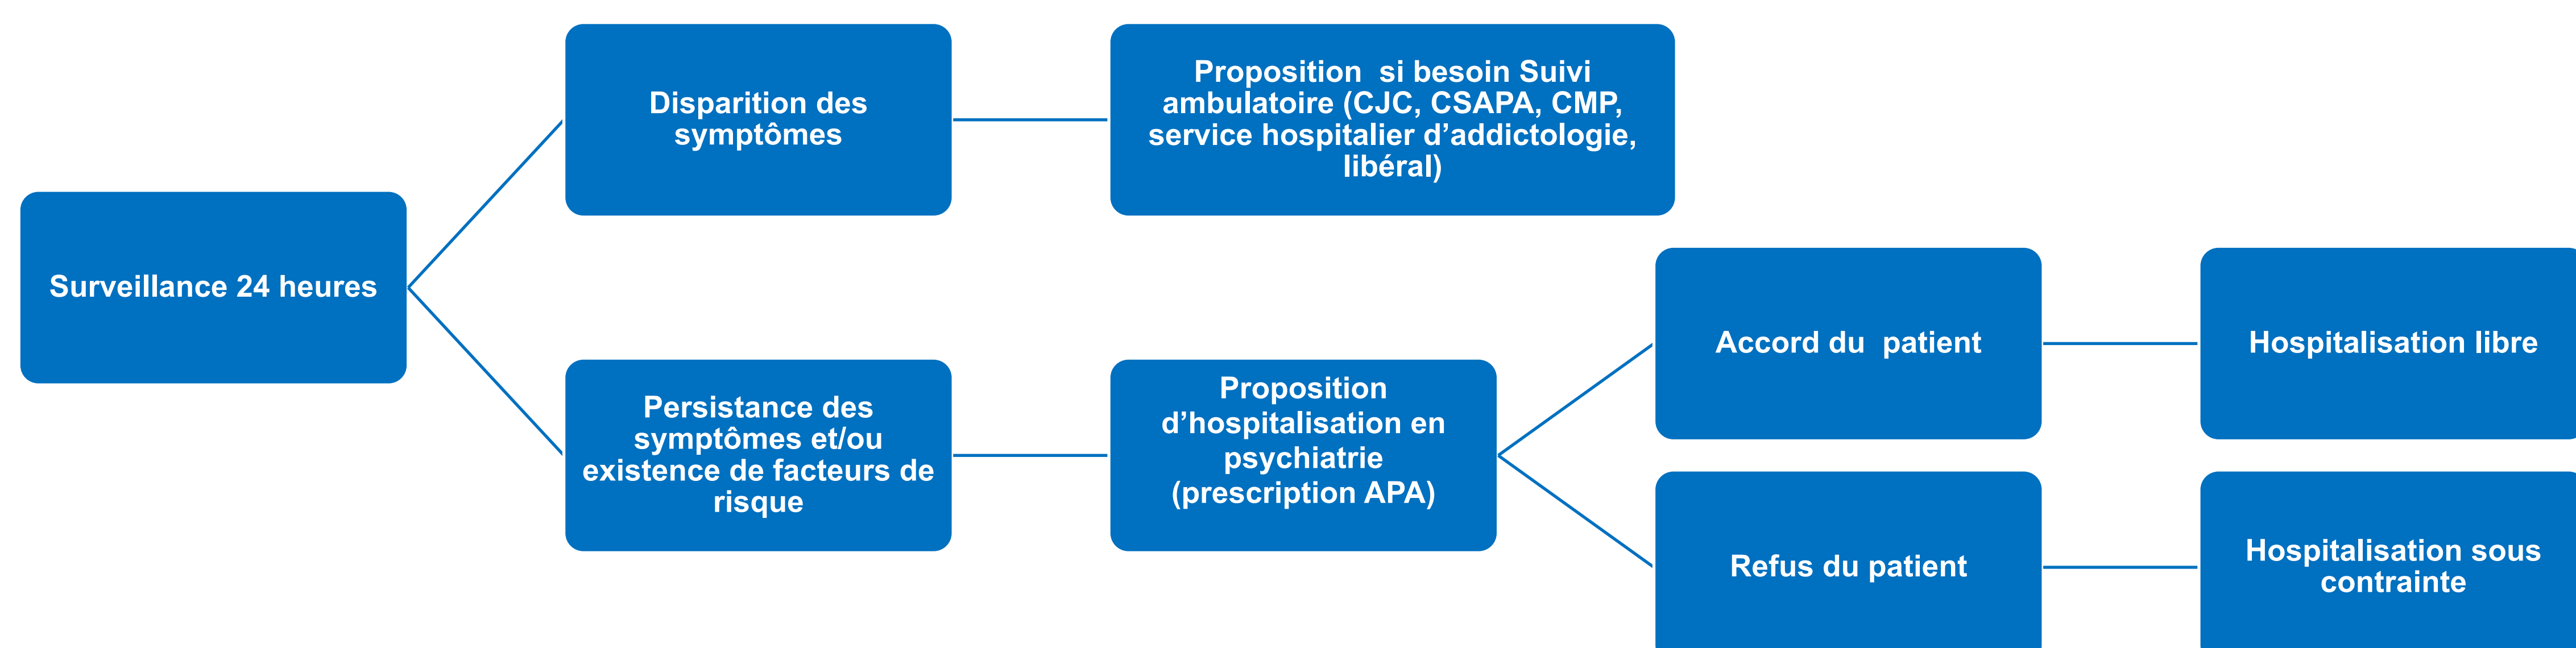 Surveillance 24 heures
Disparition des
symptômes
Proposition  si besoin Suivi
ambulatoire (CJC, CSAPA, CMP,
service hospitalier d’addictologie,
libéral)
Persistance des
symptômes et/ou
existence de facteurs de
risque
Proposition
d’hospitalisation en
psychiatrie
(prescription APA)
Accord du  patient
Hospitalisation libre
Refus du patient
Hospitalisation sous
contrainte